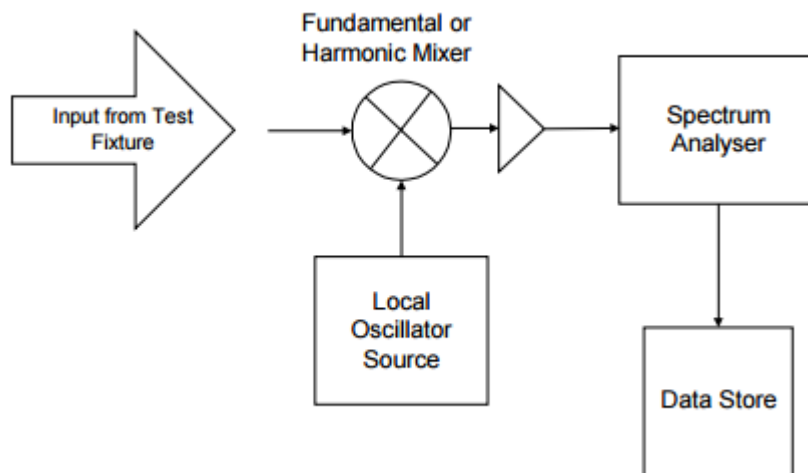 Fundamental or
Harmonic Mixer
Input from Test
Fixture
Spectrum
Analyser
Local
Oscillator
Source
Data Store